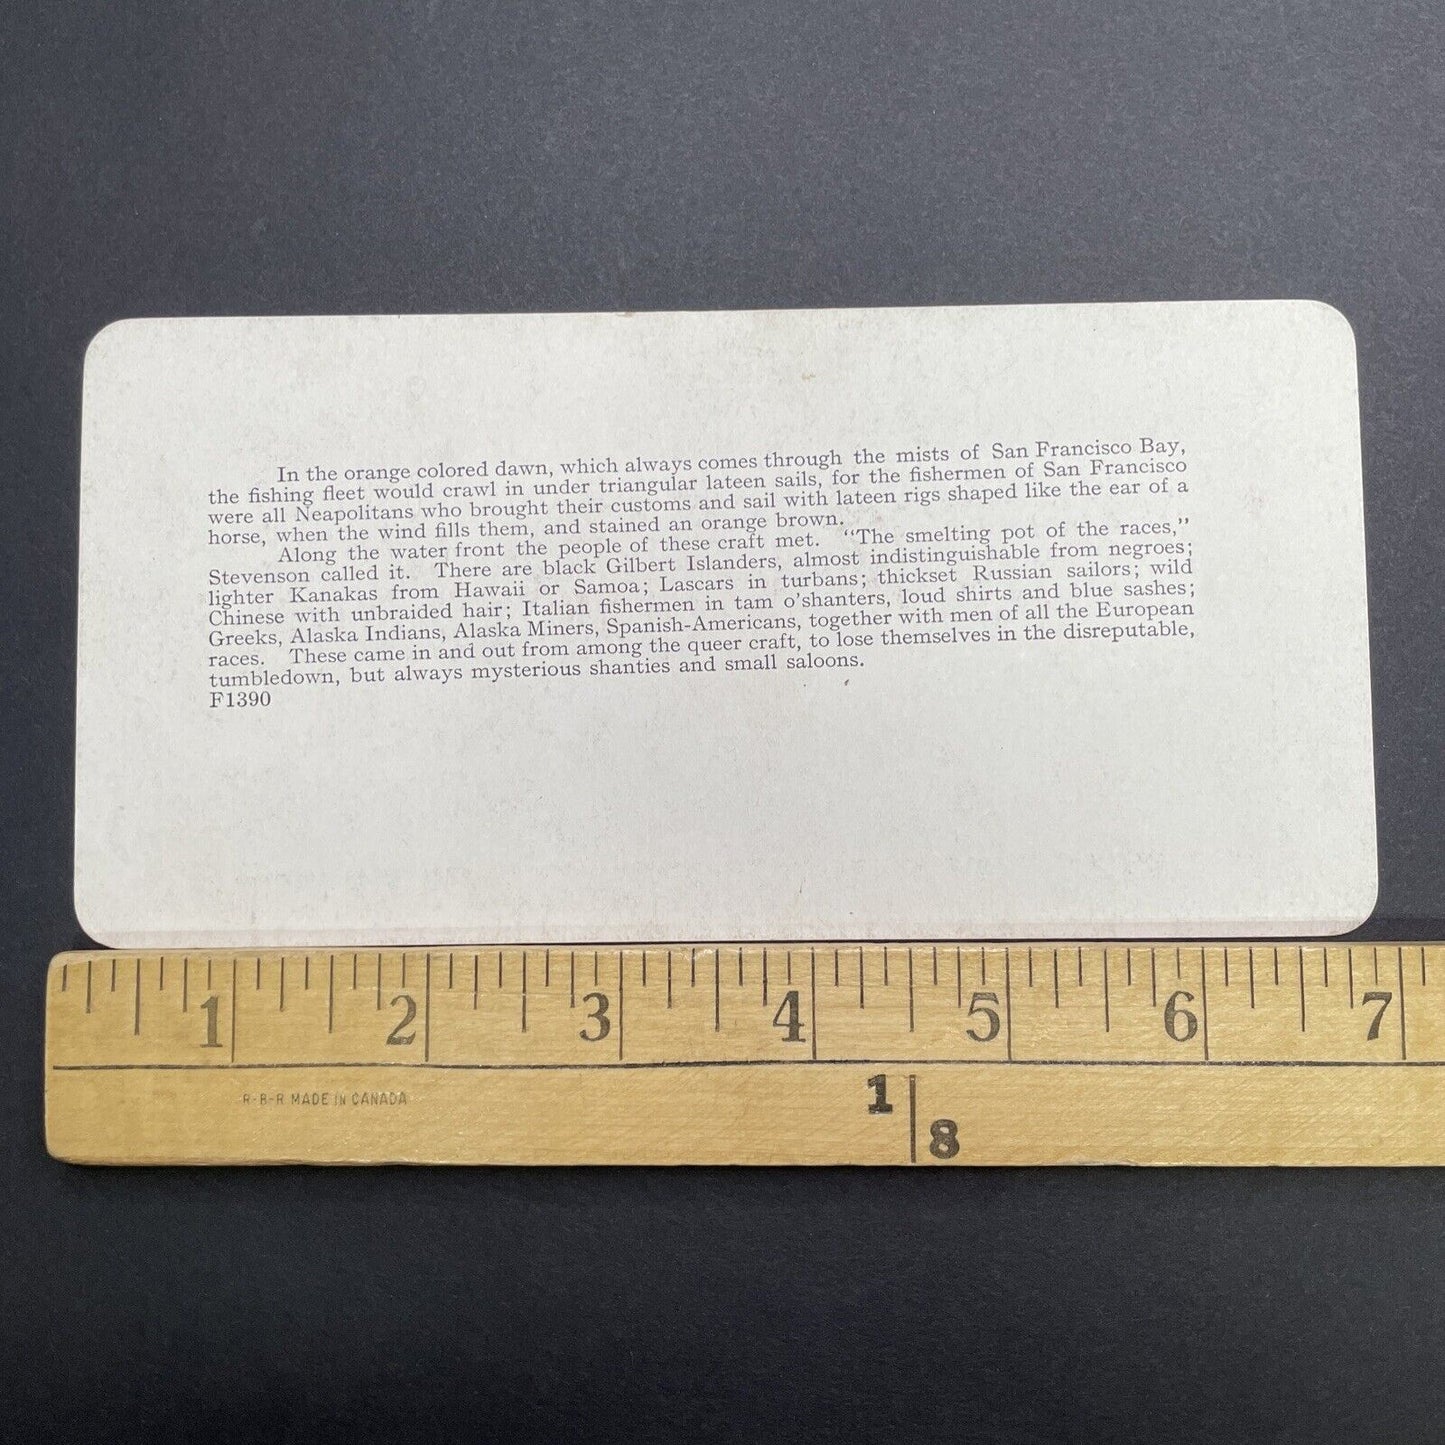 In the orange colored dawn, which always comes through the mists of San Francisco Bay,
the fishing fleet would crawl in under triangular lateen sails, for the fishermen of San Francisco
were all Neapolitans who brought their customs and sail with lateen rigs shaped like the ear of a
horse, when the wind fills them, and stained an orange brown.
Along the water front the people of these craft met. “The smelting pot of the races,”
Stevenson called it. There are black Gilbert Islanders, almost indistinguishable from negroes;
lighter Kanakas from Hawaii or Samoa; Lascars in turbans; thickset Russian sailors; wild
Chinese with unbraided hair; Italian fishermen in tam o'shanters, loud shirts and blue sashes;
Greeks, Alaska Indians, Alaska Miners, Spanish-Americans, together with men of all the European
races. These came in and out from among the queer craft, to lose themselves in the disreputable,
tumbledown, but always mysterious shanties and small saloons.
F1390
1 2 3 4 5 6 7
R-B-R MADE IN CANADA
1 8